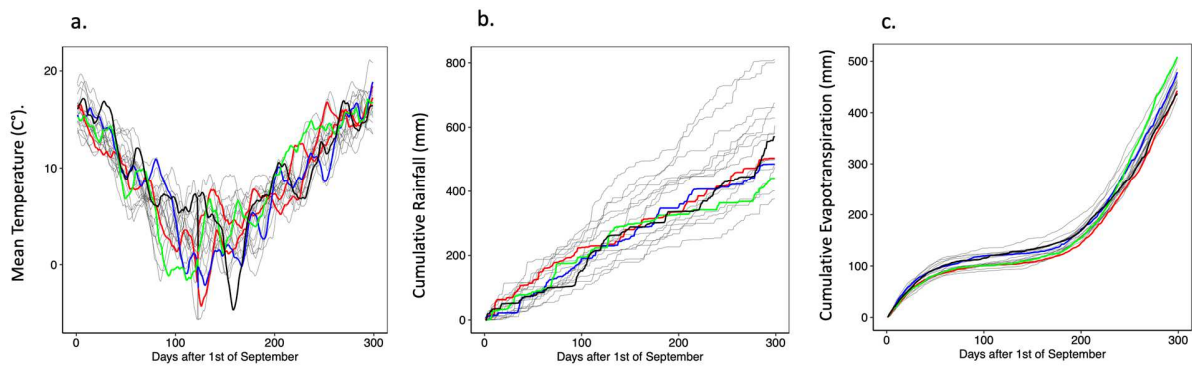 a.
Mean Temperature (C°).
20
10
0
0
100
200
300
Days after 1st of September
b.
Cumulative Rainfall (mm)
800
600
400
200
0
0
100
200
300
Days after 1st of September
c.
Cumulative Evapotranspiration (mm)
500
400
300
200
100
0
0
100
200
300
Days after 1st of September